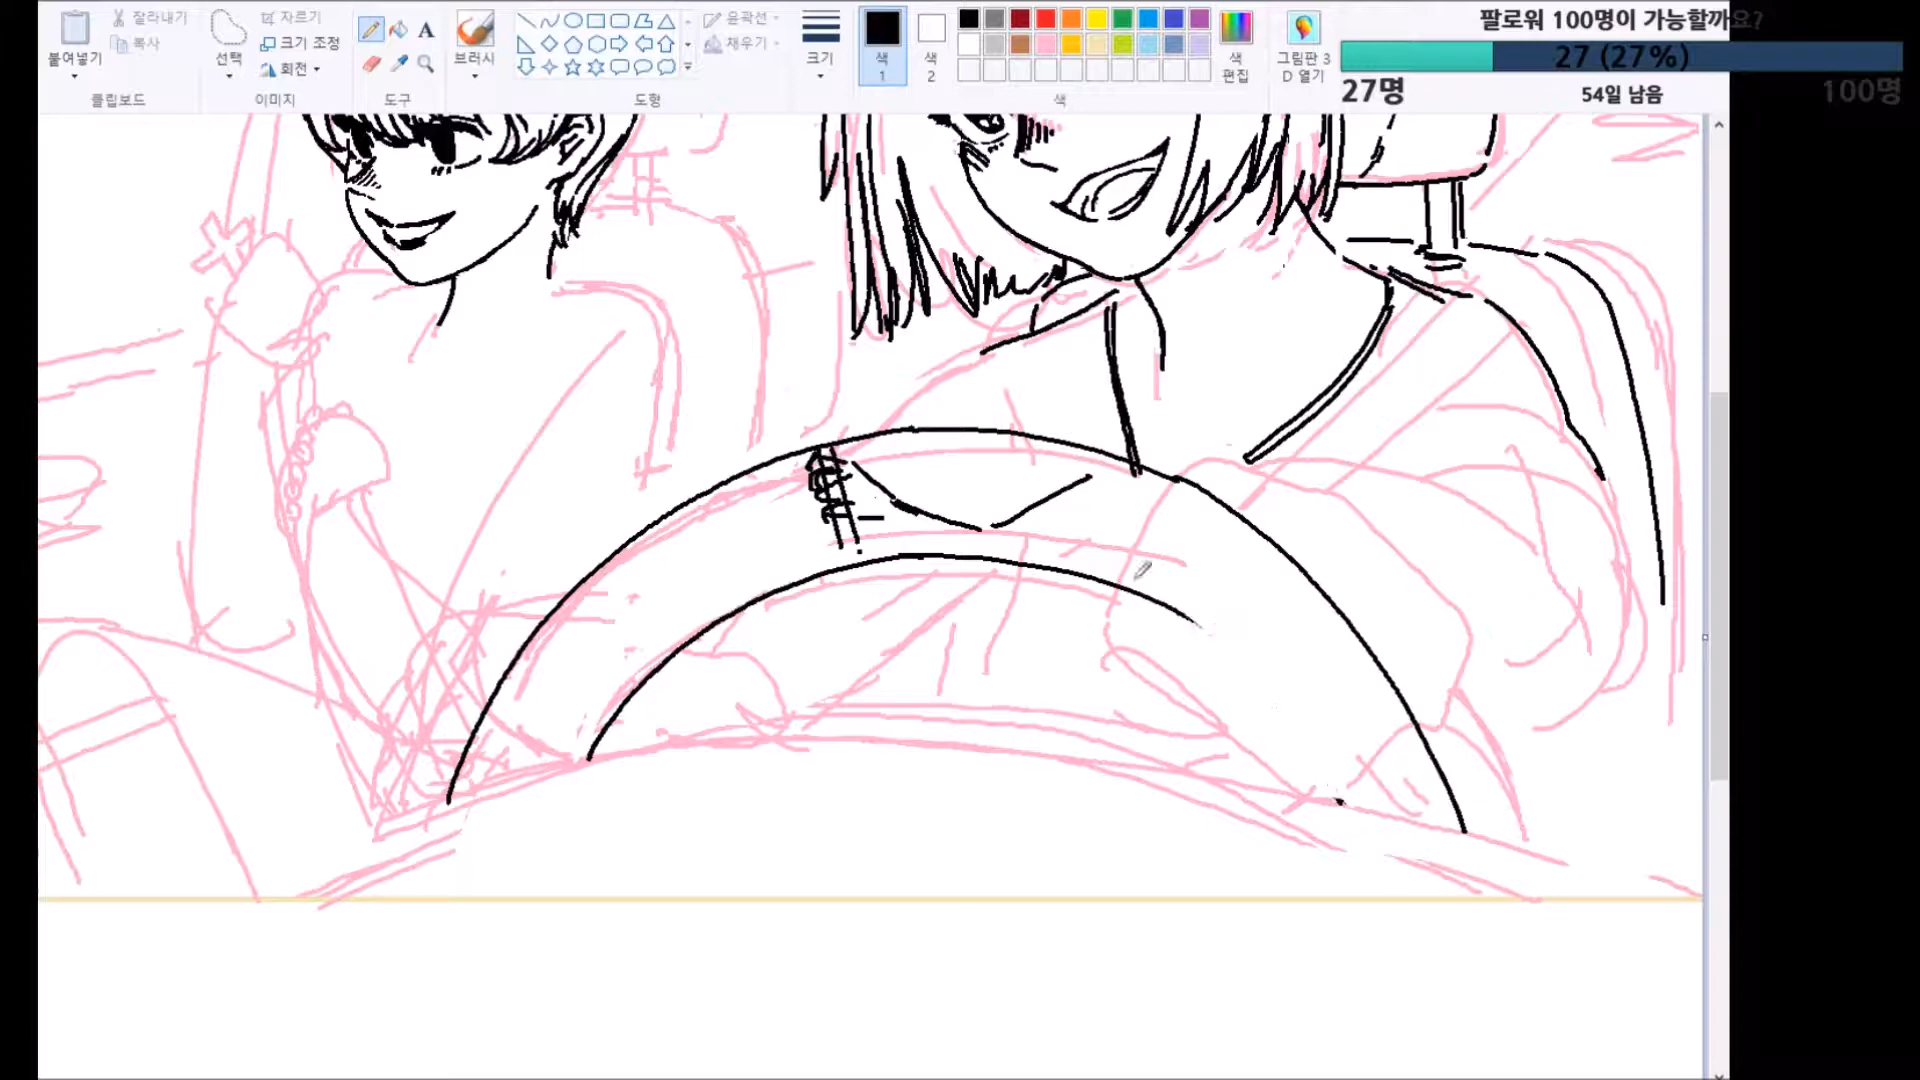 붙여넣기
잘라내기
복사
클립보드
선택
크기 조정
회전
이미지
A
도구
브러시
도형
윤곽선
채우기
크기
색
1
색
2
색
편집
색
그림판 3
D 열기
팔로워 100명이 가능할까요?
27 (27%)
27명
54일 남음
100명